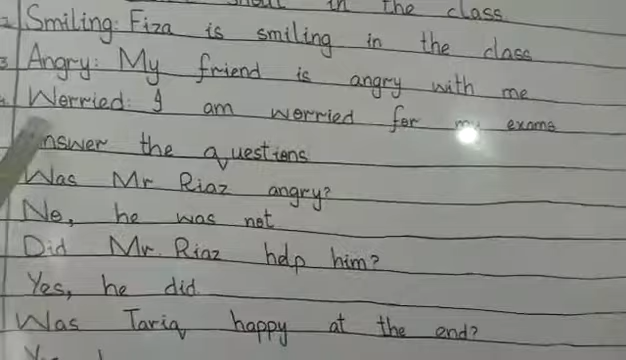 in the class
2 Smiling: Fiza is smiling in the class
3 Angry: My friend is angry with me
Worried: I am worried for my exams
Answer the questions
Was Mr Riaz angry?
No, he was not
Did Mr. Riaz help him?
Yes, he did
Was Tariq happy at the end?